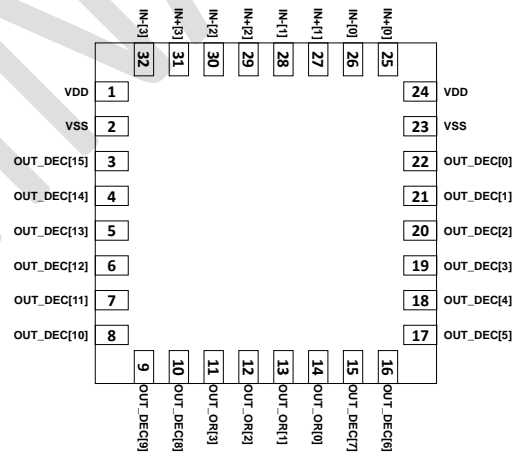 IN-[3] IN+[3] IN-[2] IN+[2] IN-[1] IN+[1] IN-[0] IN+[0]
32 31 30 29 28 27 26 25
VDD 1 24 VDD
VSS 2 23 VSS
OUT_DEC[15] 3 22 OUT_DEC[0]
OUT_DEC[14] 4 21 OUT_DEC[1]
OUT_DEC[13] 5 20 OUT_DEC[2]
OUT_DEC[12] 6 19 OUT_DEC[3]
OUT_DEC[11] 7 18 OUT_DEC[4]
OUT_DEC[10] 8 17 OUT_DEC[5]
9 10 11 12 13 14 15 16
OUT_DEC[9] OUT_DEC[8] OUT_OR[3] OUT_OR[2] OUT_OR[1] OUT_OR[0] OUT_DEC[7] OUT_DEC[6]